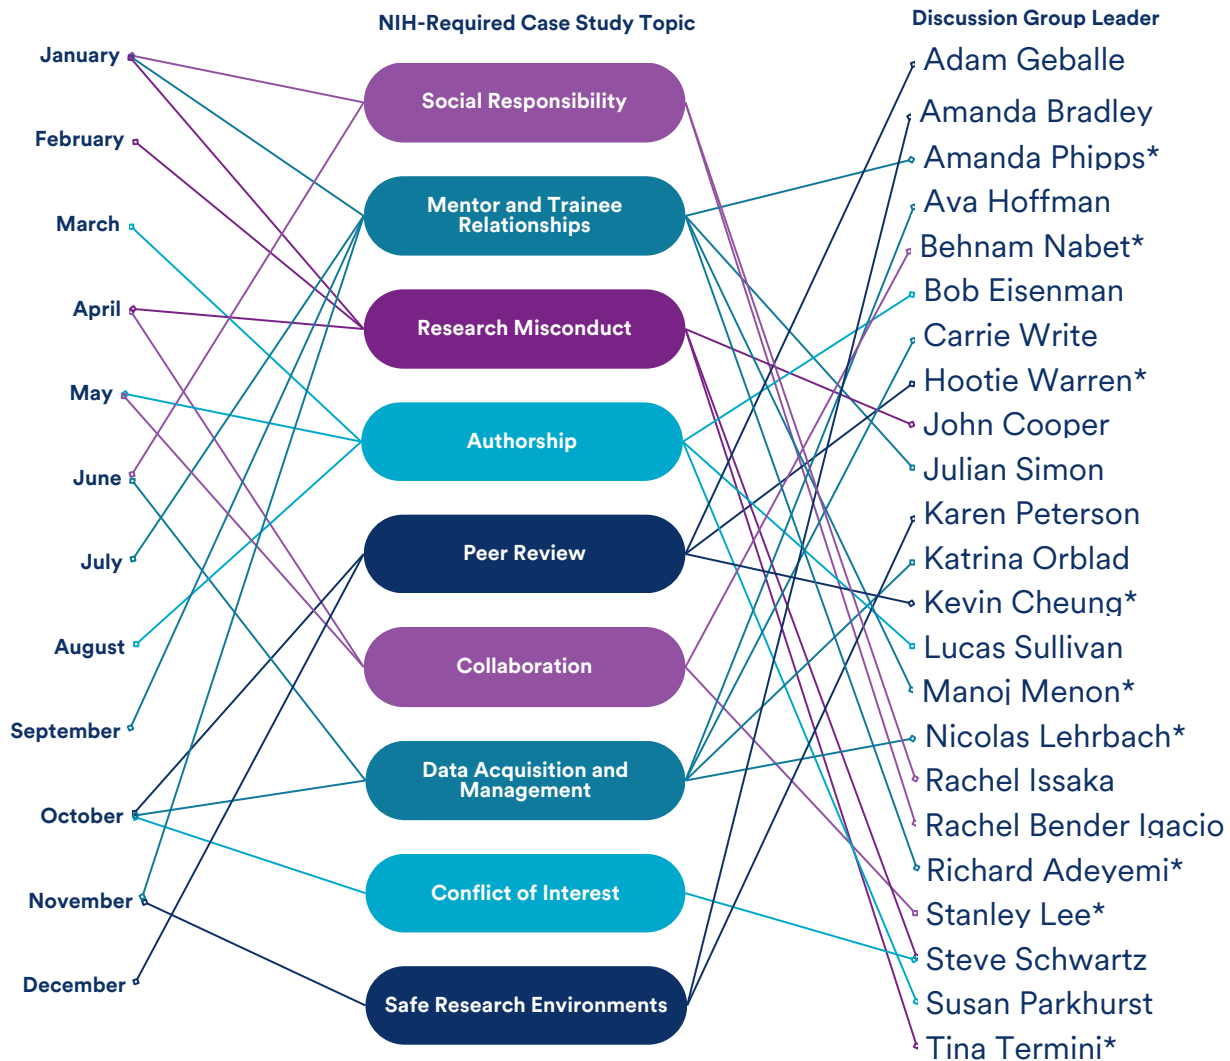 NIH-Required Case Study Topic
Discussion Group Leader
January
February
March
April
May
June
July
August
September
October
November
December
Social Responsibility
Mentor and Trainee
Relationships
Research Misconduct
Authorship
Peer Review
Collaboration
Data Acquisition and
Management
Conflict of Interest
Safe Research Environments
Adam Geballe
Amanda Bradley
Amanda Phipps*
Ava Hoffman
Behnam Nabet*
Bob Eisenman
Carrie Write
Hootie Warren*
John Cooper
Julian Simon
Karen Peterson
Katrina Orblad
Kevin Cheung*
Lucas Sullivan
Manoj Menon*
Nicolas Lehrbach*
Rachel Issaka
Rachel Bender Igacio
Richard Adeyemi*
Stanley Lee*
Steve Schwartz
Susan Parkhurst
Tina Termini*